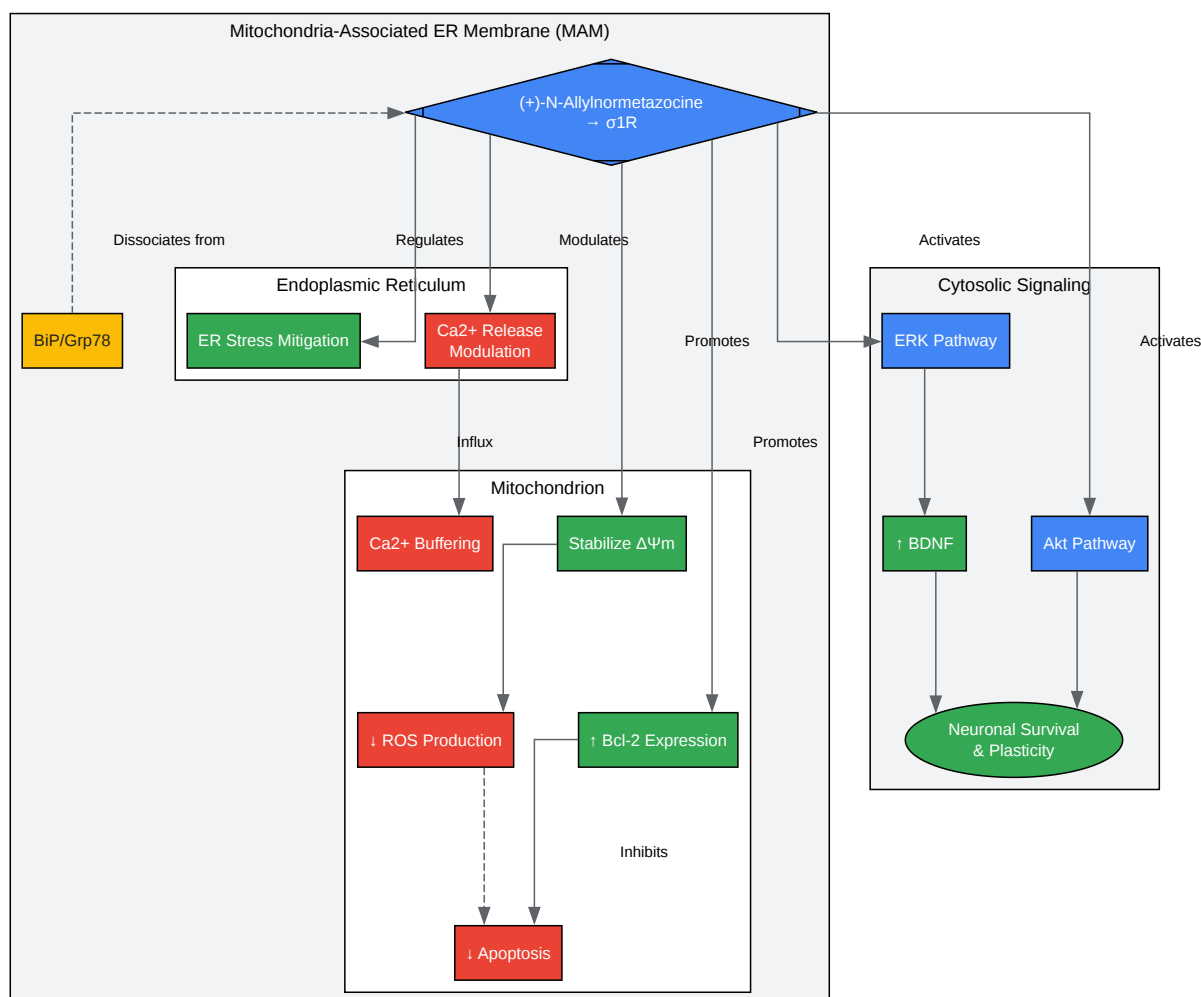 Mitochondria-Associated ER Membrane (MAM)
(+)-N-Allylnormetazocine
→ σ1R
Dissociates from
Regulates
Modulates
Activates
Endoplasmic Reticulum
Cytosolic Signaling
BiP/Grp78
ER Stress Mitigation
Ca2+ Release
Modulation
Promotes
ERK Pathway
Activates
Influx
Promotes
Mitochondrion
Ca2+ Buffering
Stabilize ΔΨm
↑ BDNF
Akt Pathway
↓ ROS Production
↑ Bcl-2 Expression
Neuronal Survival
& Plasticity
Inhibits
↓ Apoptosis